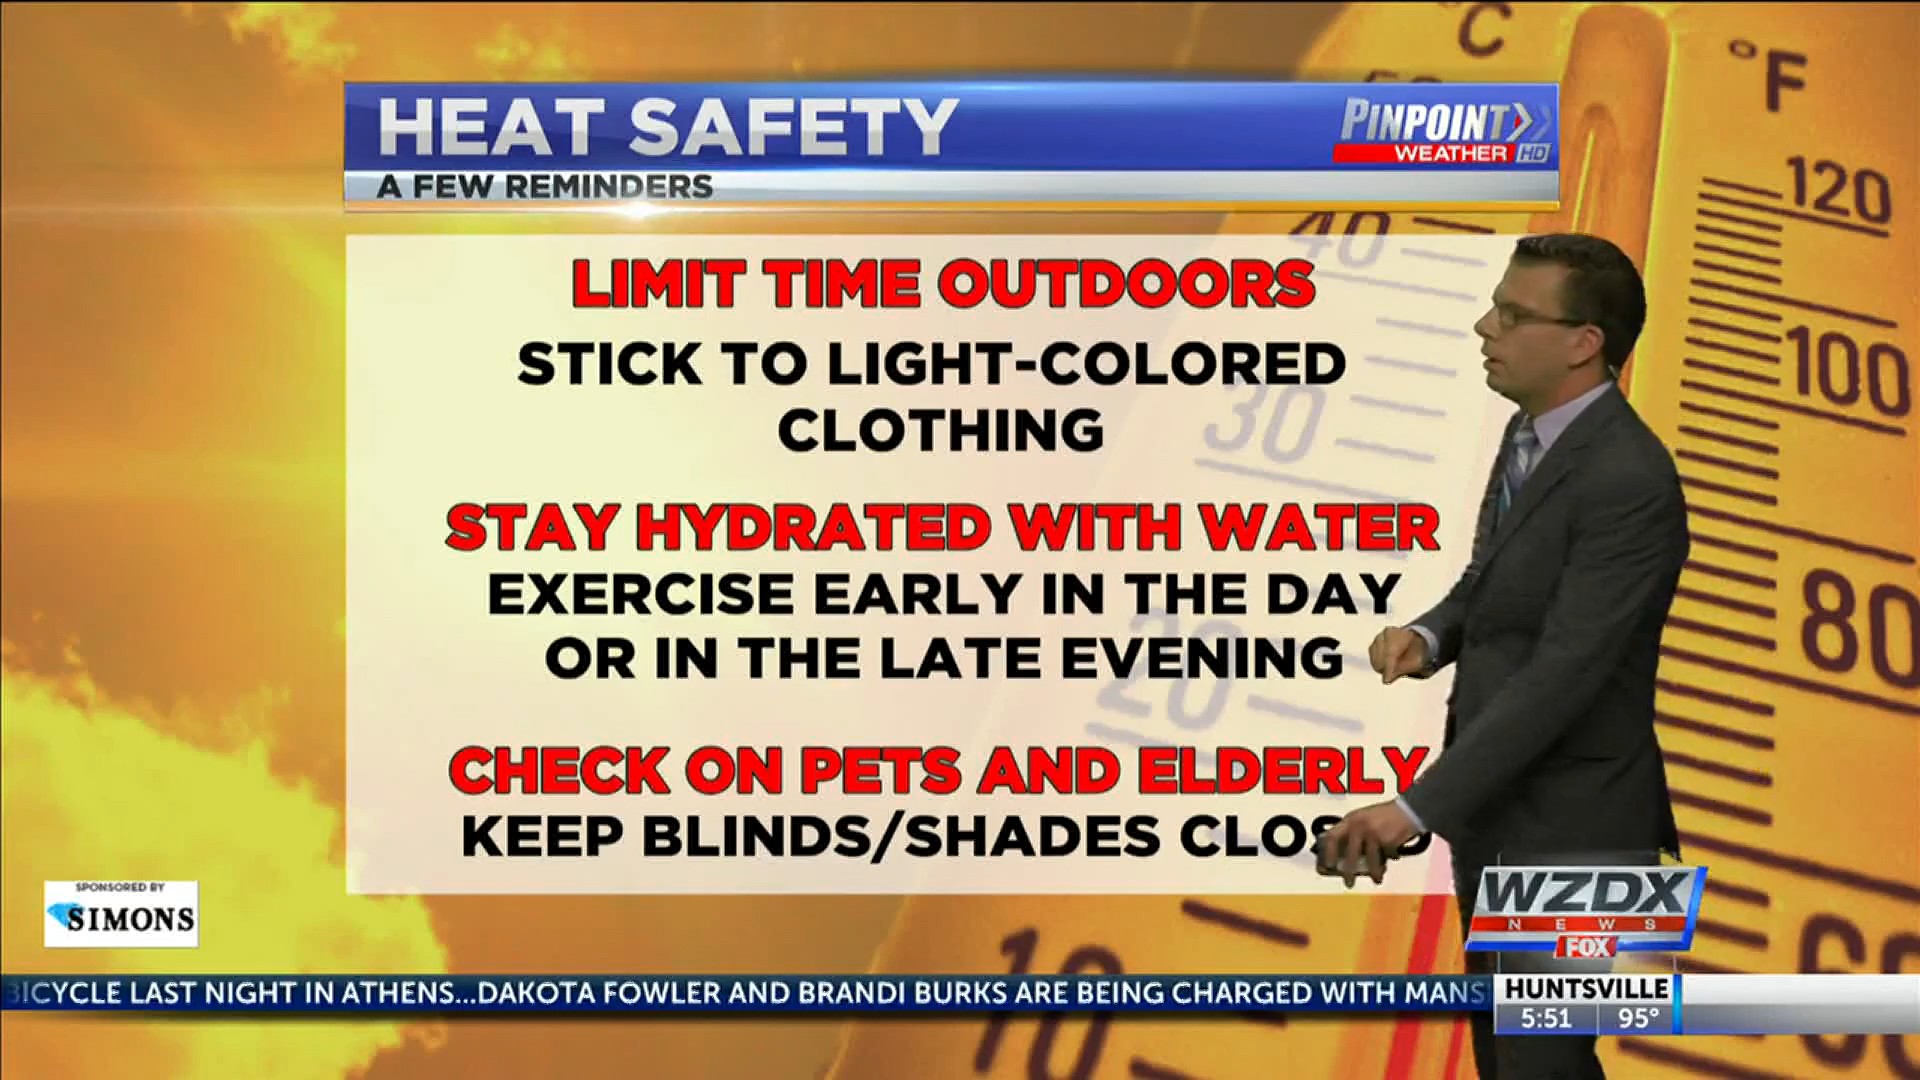 °C
°F
HEAT SAFETY
PINPOINT
WEATHER HD
A FEW REMINDERS
120
40
LIMIT TIME OUTDOORS
STICK TO LIGHT-COLORED
100
CLOTHING
30
STAY HYDRATED WITH WATER
EXERCISE EARLY IN THE DAY
80
OR IN THE LATE EVENING
20
CHECK ON PETS AND ELDERLY
KEEP BLINDS/SHADES CLOS D
SPONSORED BY
SIMONS
WZDX
NEWS
FOX
10
BICYCLE LAST NIGHT IN ATHENS...DAKOTA FOWLER AND BRANDI BURKS ARE BEING CHARGED WITH MANS
HUNTSVILLE
5:51 95°